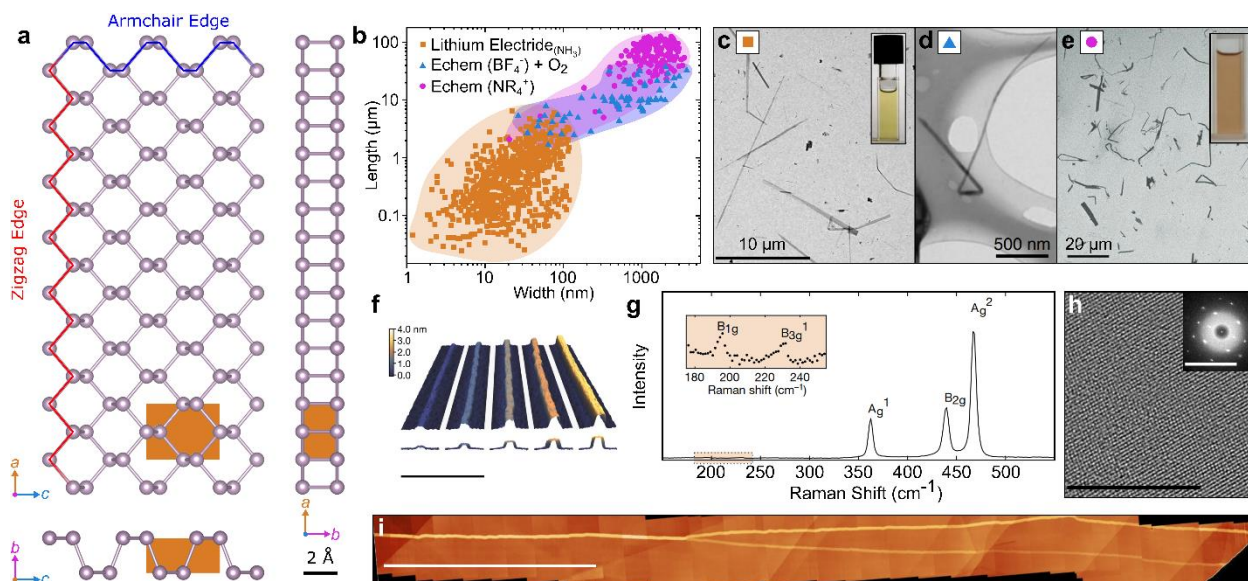 a
Armchair Edge
Zigzag Edge
a
c
b
c
a
b
2 Å
b
Length (µm)
100
10
1
0.1
Lithium Electride(NH₃)
Echem (BF₄⁻) + O₂
Echem (NR₄⁺)
1
10
100
1000
Width (nm)
c
10 µm
d
500 nm
e
20 µm
f
4.0 nm
3.0
2.0
1.0
0.0
g
Intensity
B1g
B3g¹
180
200
220
240
Raman shift (cm⁻¹)
Ag¹
B2g
Ag²
200
250
300
350
400
450
500
Raman Shift (cm⁻¹)
h
i